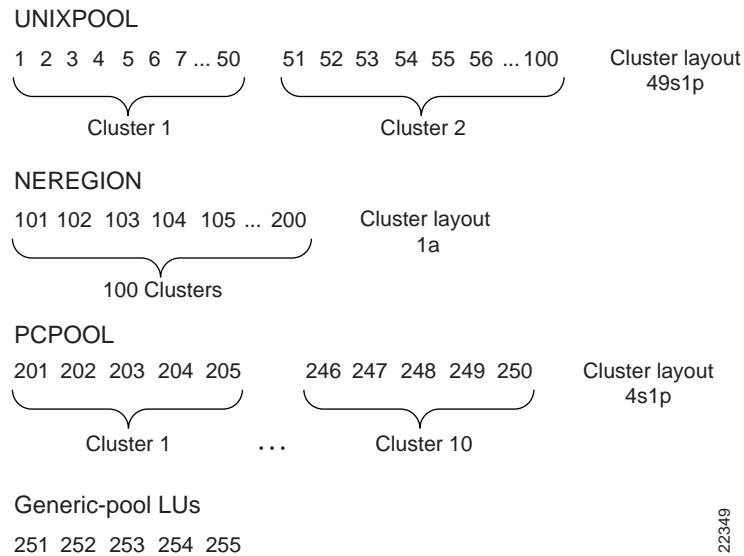 UNIXPOOL
1 2 3 4 5 6 7 ... 50 51 52 53 54 55 56 ... 100 Cluster layout
49s1p
Cluster 1 Cluster 2
NEREGION
101 102 103 104 105 ... 200 Cluster layout
1a
100 Clusters
PCPOOL
201 202 203 204 205 246 247 248 249 250 Cluster layout
4s1p
Cluster 1 ... Cluster 10
Generic-pool LUs
251 252 253 254 255
22349